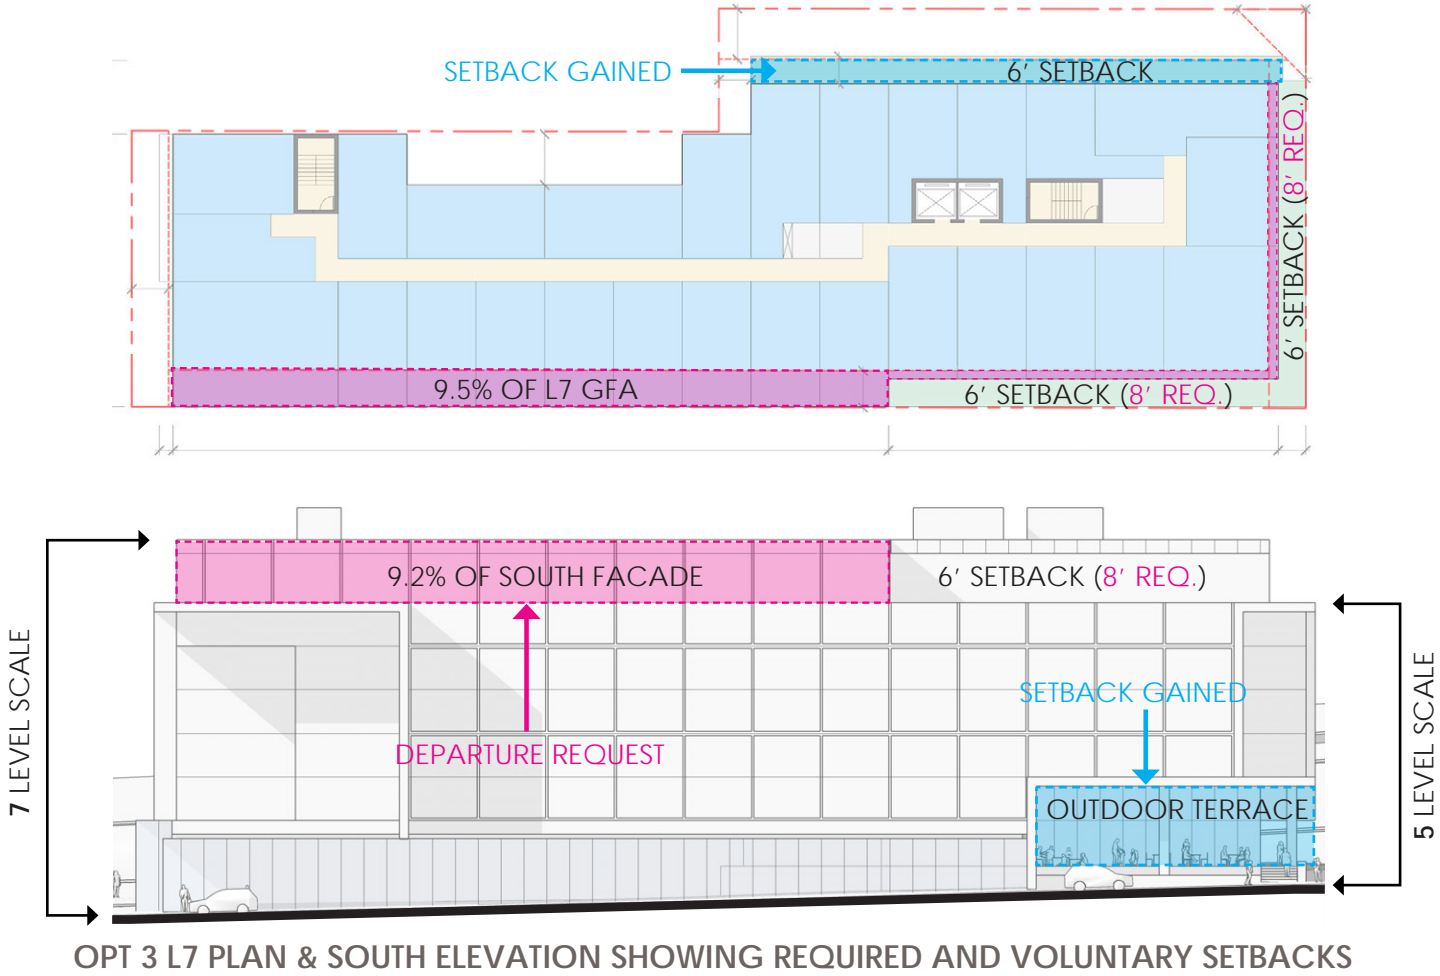 SETBACK GAINED
6' SETBACK
6' SETBACK (8' REQ.)
9.5% OF L7 GFA
6' SETBACK (8' REQ.)
7 LEVEL SCALE
9.2% OF SOUTH FACADE
6' SETBACK (8' REQ.)
SETBACK GAINED
DEPARTURE REQUEST
OUTDOOR TERRACE
5 LEVEL SCALE
OPT 3 L7 PLAN & SOUTH ELEVATION SHOWING REQUIRED AND VOLUNTARY SETBACKS